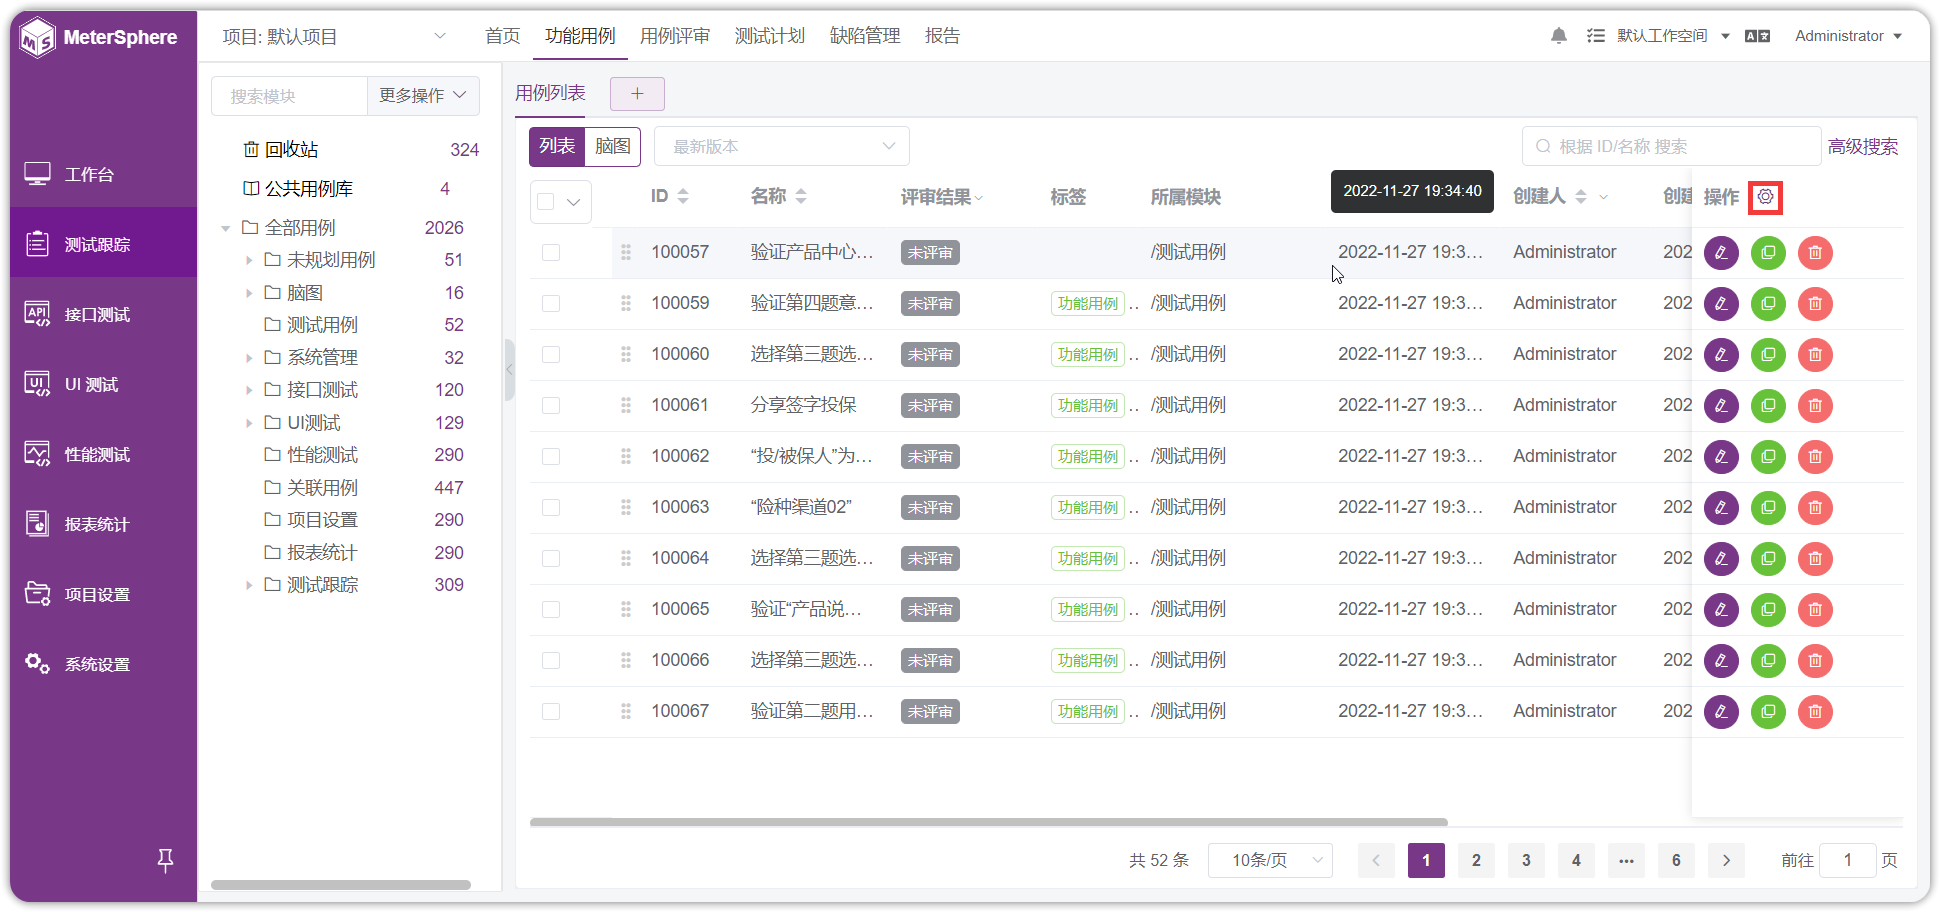 MeterSphere
项目: 默认项目
首页 功能用例 用例评审 测试计划 缺陷管理 报告
默认工作空间
Administrator
工作台
测试跟踪
接口测试
UI 测试
性能测试
报表统计
项目设置
系统设置
搜索模块 更多操作
回收站 324
公共用例库 4
全部用例 2026
未规划用例 51
脑图 16
测试用例 52
系统管理 32
接口测试 120
UI测试 129
性能测试 290
关联用例 447
项目设置 290
报表统计 290
测试跟踪 309
用例列表 +
列表 脑图 最新版本 根据 ID/名称 搜索 高级搜索
2022-11-27 19:34:40
ID 名称 评审结果 标签 所属模块 创建人 创建 操作
100057 验证产品中心... 未评审 /测试用例 2022-11-27 19:3... Administrator 202
100059 验证第四题意... 未评审 功能用例 .. /测试用例 2022-11-27 19:3... Administrator 202
100060 选择第三题选... 未评审 功能用例 .. /测试用例 2022-11-27 19:3... Administrator 202
100061 分享签字投保 未评审 功能用例 .. /测试用例 2022-11-27 19:3... Administrator 202
100062 “投/被保人”为... 未评审 功能用例 .. /测试用例 2022-11-27 19:3... Administrator 202
100063 “险种渠道02” 未评审 功能用例 .. /测试用例 2022-11-27 19:3... Administrator 202
100064 选择第三题选... 未评审 功能用例 .. /测试用例 2022-11-27 19:3... Administrator 202
100065 验证“产品说... 未评审 功能用例 .. /测试用例 2022-11-27 19:3... Administrator 202
100066 选择第三题选... 未评审 功能用例 .. /测试用例 2022-11-27 19:3... Administrator 202
100067 验证第二题用... 未评审 功能用例 .. /测试用例 2022-11-27 19:3... Administrator 202
共 52 条 10条/页 1 2 3 4 ... 6 前往 1 页